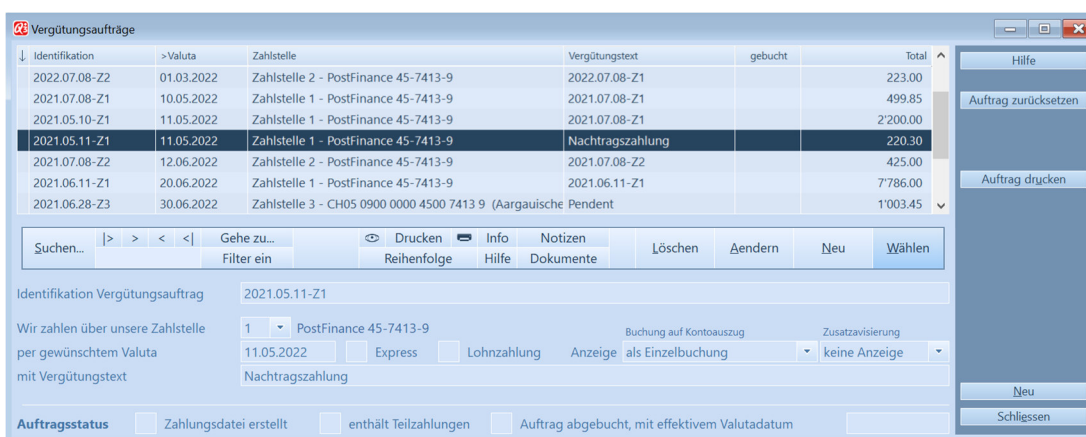 Vergütungsaufträge
Identifikation >Valuta Zahlstelle Vergütungstext gebucht Total
2022.07.08-Z2 01.03.2022 Zahlstelle 2 - PostFinance 45-7413-9 2022.07.08-Z1 223.00
2021.07.08-Z1 10.05.2022 Zahlstelle 1 - PostFinance 45-7413-9 2021.07.08-Z1 499.85
2021.05.10-Z1 11.05.2022 Zahlstelle 1 - PostFinance 45-7413-9 2021.07.08-Z1 2'200.00
2021.05.11-Z1 11.05.2022 Zahlstelle 1 - PostFinance 45-7413-9 Nachtragszahlung 220.30
2021.07.08-Z2 12.06.2022 Zahlstelle 2 - PostFinance 45-7413-9 2021.07.08-Z2 425.00
2021.06.11-Z1 20.06.2022 Zahlstelle 1 - PostFinance 45-7413-9 2021.06.11-Z1 7'786.00
2021.06.28-Z3 30.06.2022 Zahlstelle 3 - CH05 0900 0000 4500 7413 9 (Aargauische Pendent 1'003.45
Hilfe
Auftrag zurücksetzen
Auftrag drucken
Suchen... |> > < <| Gehe zu... Drucken Info Notizen Löschen Aendern Neu Wählen
Filter ein Reihenfolge Hilfe Dokumente
Identifikation Vergütungsauftrag 2021.05.11-Z1
Wir zahlen über unsere Zahlstelle 1 PostFinance 45-7413-9 Buchung auf Kontoauszug Zusatzavisierung
per gewünschtem Valuta 11.05.2022 Express Lohnzahlung Anzeige als Einzelbuchung keine Anzeige
mit Vergütungstext Nachtragszahlung
Neu
Auftragsstatus Zahlungsdatei erstellt enthält Teilzahlungen Auftrag abgebucht, mit effektivem Valutadatum
Schliessen